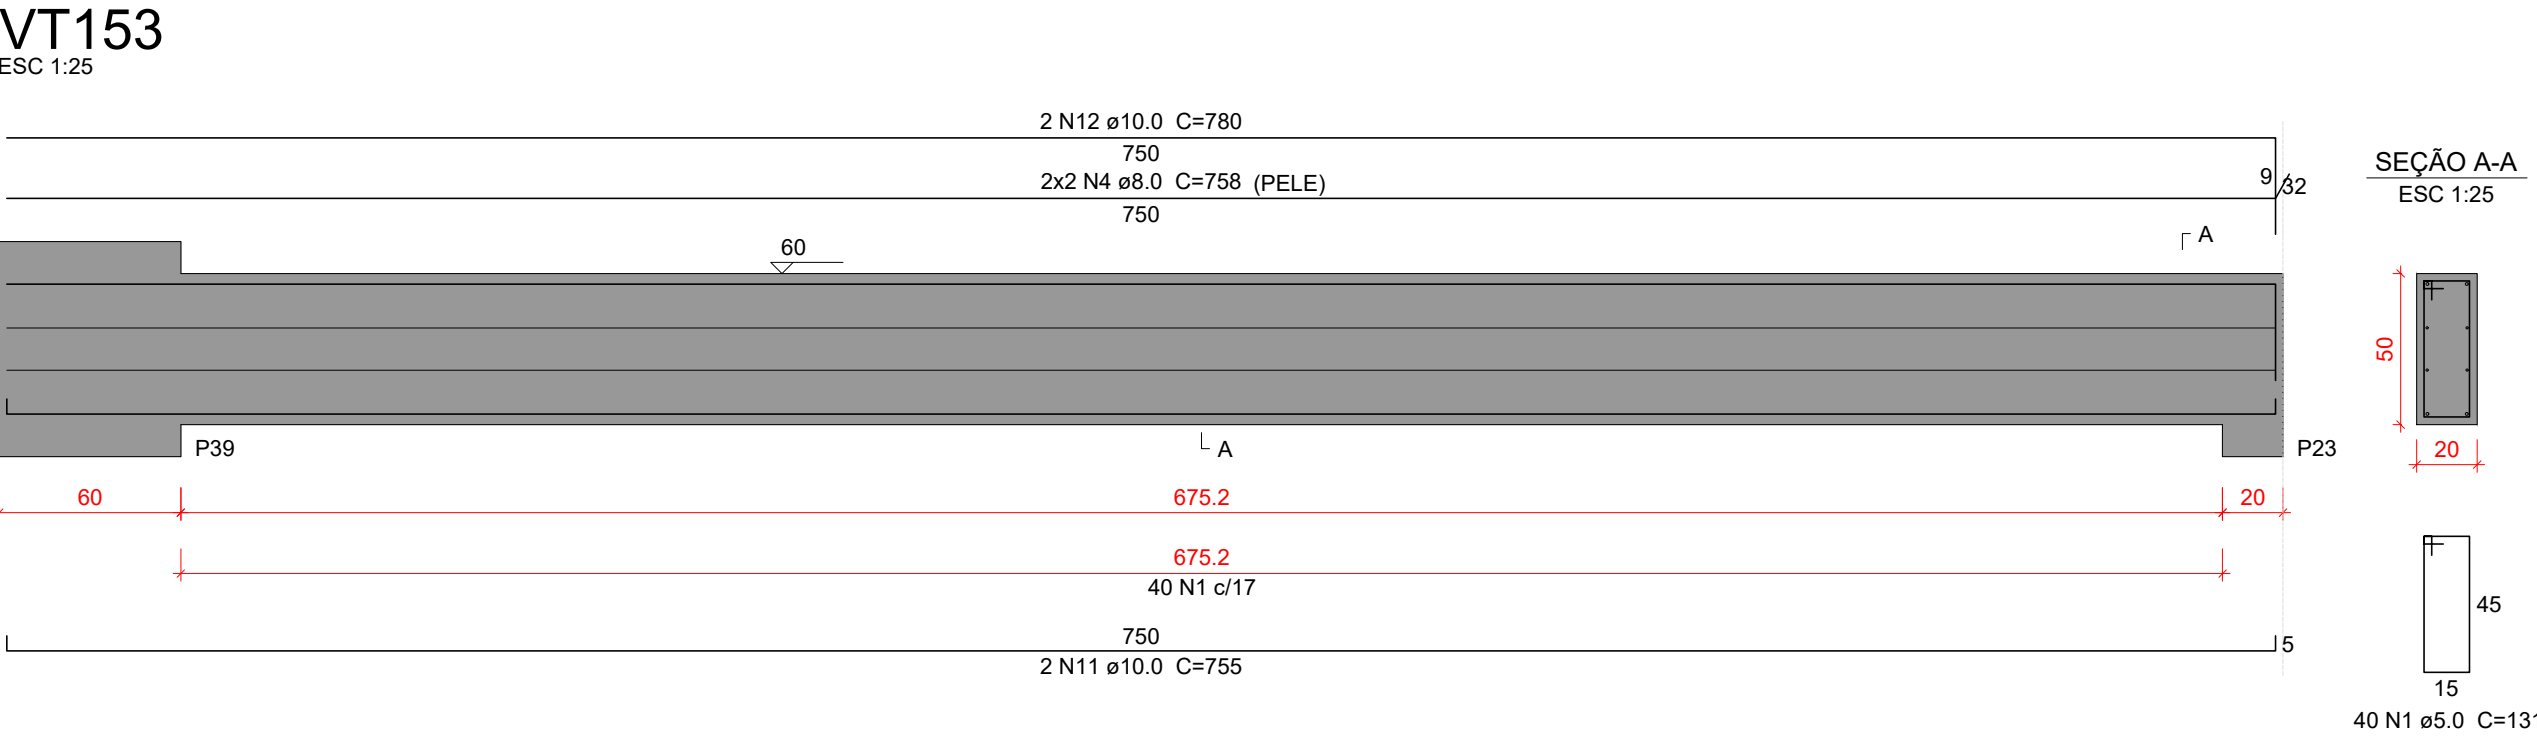 VT153
ESC 1:25
2 N12 ø10.0 C=780
750
2x2 N4 ø8.0 C=758 (PELE)
750
9
32
SEÇÃO A-A
ESC 1:25
A
60
50
20
P39
A
P23
60
675.2
20
675.2
40 N1 c/17
750
5
2 N11 ø10.0 C=755
45
15
40 N1 ø5.0 C=131